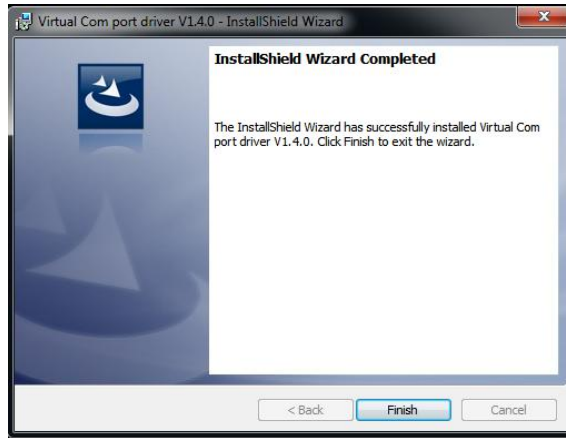 Virtual Com port driver V1.4.0 - InstallShield Wizard
InstallShield Wizard Completed
The InstallShield Wizard has successfully installed Virtual Com
port driver V1.4.0. Click Finish to exit the wizard.
< Back
Finish
Cancel